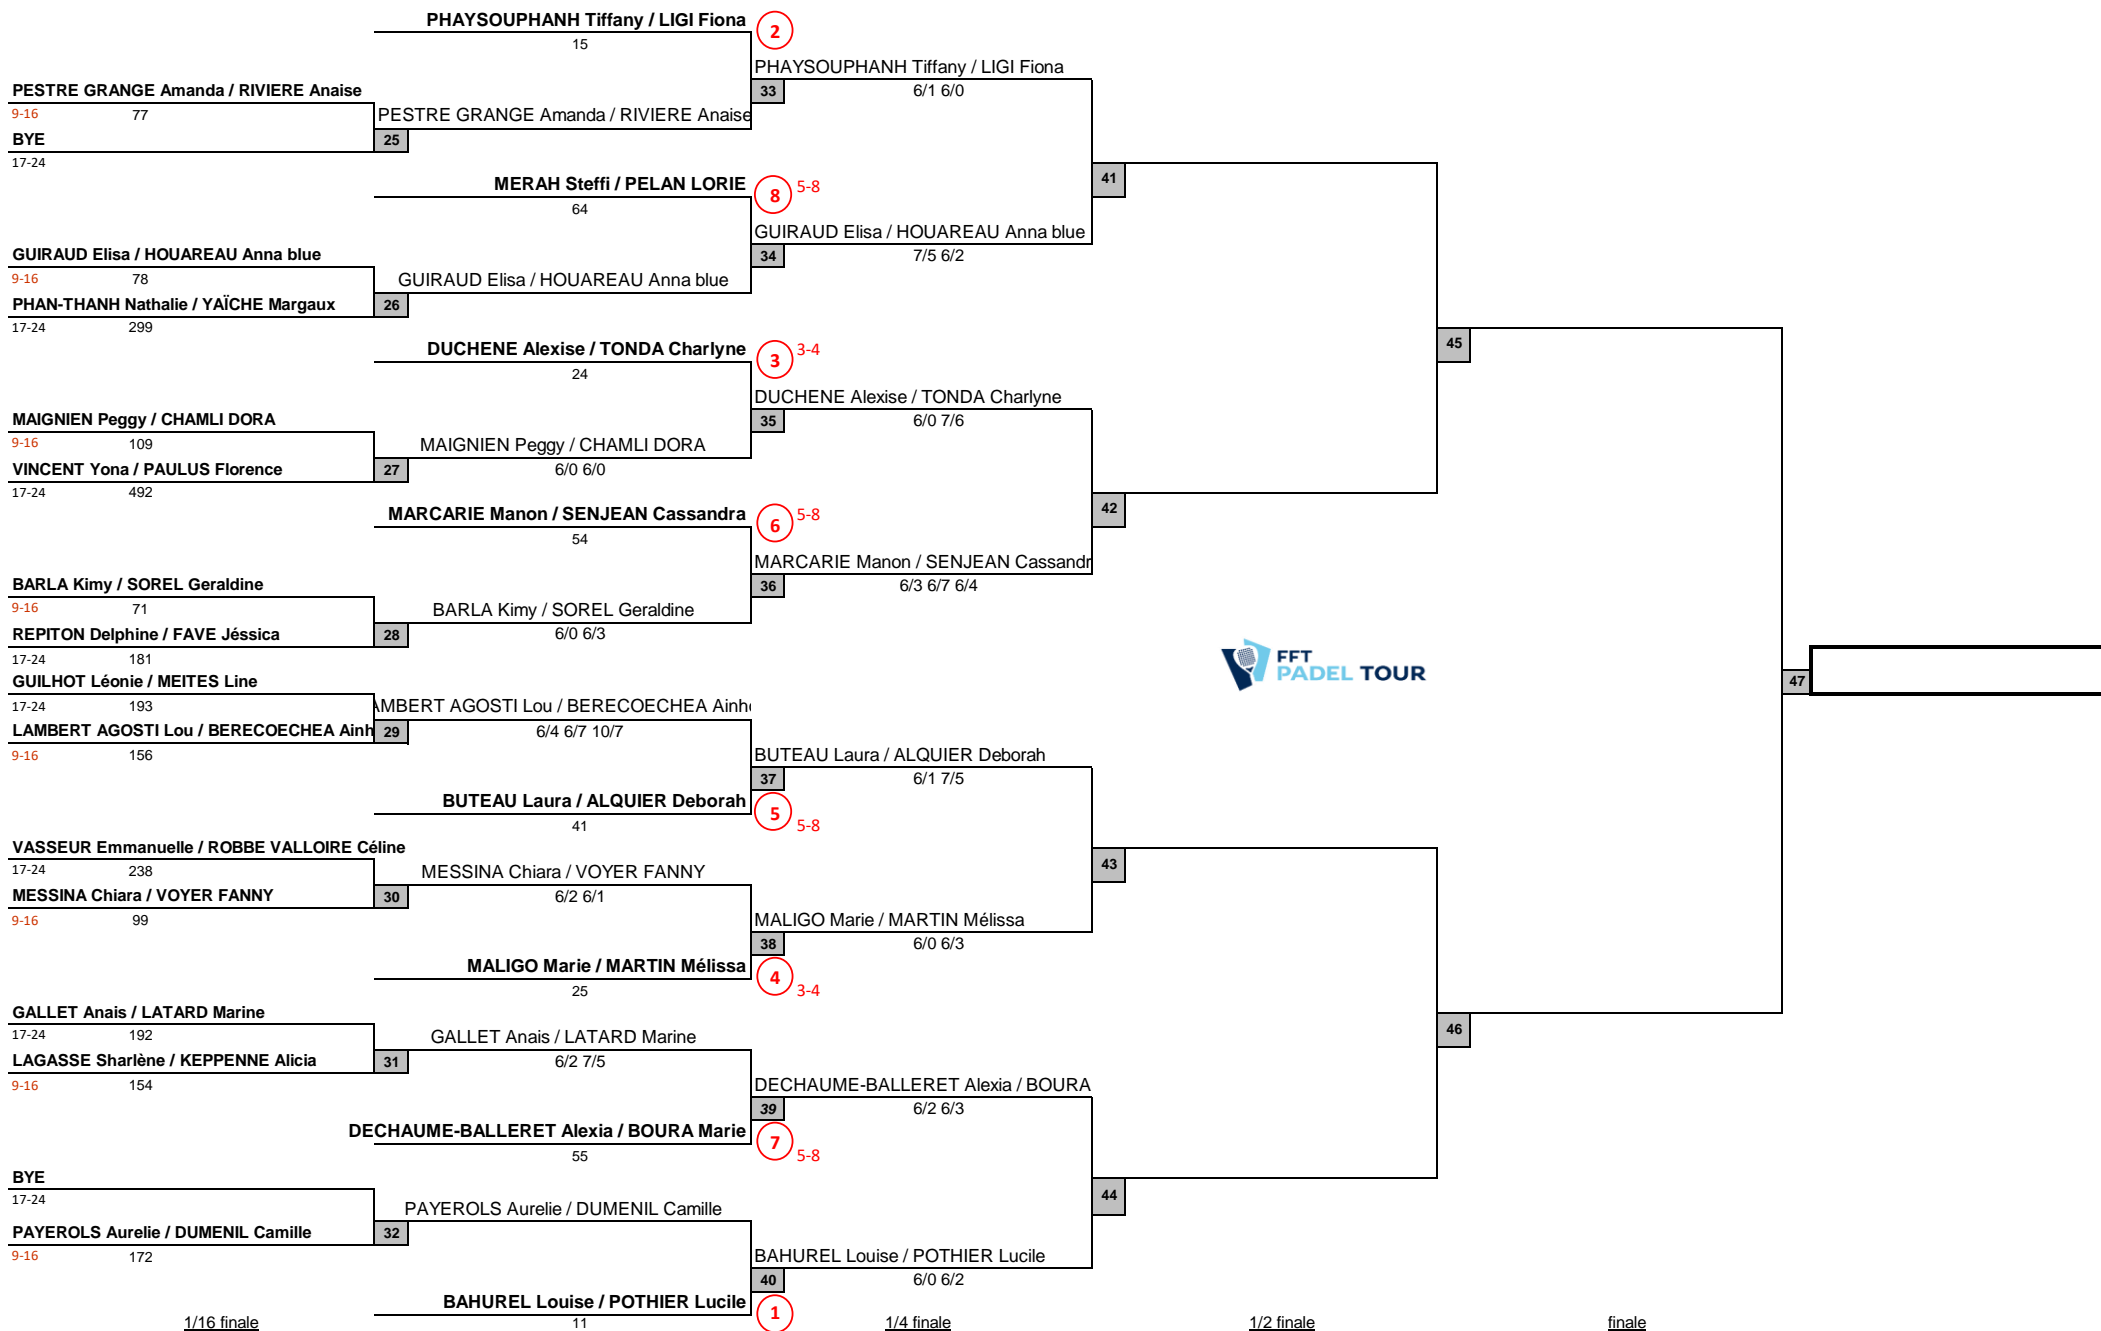 PHAYSOUPHANH Tiffany / LIGI Fiona
2
15
PHAYSOUPHANH Tiffany / LIGI Fiona
33
6/1 6/0
PESTRE GRANGE Amanda / RIVIERE Anaise
9-16 77
PESTRE GRANGE Amanda / RIVIERE Anaise
BYE
25
17-24
MERAH Steffi / PELAN LORIE
8 5-8
64
41
GUIRAUD Elisa / HOUAREAU Anna blue
34
7/5 6/2
GUIRAUD Elisa / HOUAREAU Anna blue
9-16 78
GUIRAUD Elisa / HOUAREAU Anna blue
PHAN-THANH Nathalie / YAÏCHE Margaux
26
17-24 299
DUCHENE Alexise / TONDA Charlyne
3 3-4
24
45
DUCHENE Alexise / TONDA Charlyne
35
6/0 7/6
MAIGNIEN Peggy / CHAMLI DORA
9-16 109
MAIGNIEN Peggy / CHAMLI DORA
VINCENT Yona / PAULUS Florence
27
6/0 6/0
17-24 492
MARCARIE Manon / SENJEAN Cassandra
6 5-8
54
42
MARCARIE Manon / SENJEAN Cassandr
36
6/3 6/7 6/4
BARLA Kimy / SOREL Geraldine
9-16 71
BARLA Kimy / SOREL Geraldine
REPITON Delphine / FAVE Jéssica
28
6/0 6/3
17-24 181
FFT
PADEL TOUR
47
GUILHOT Léonie / MEITES Line
17-24 193
AMBERT AGOSTI Lou / BERECOECHEA Ainh
LAMBERT AGOSTI Lou / BERECOECHEA Ainh
29
6/4 6/7 10/7
9-16 156
BUTEAU Laura / ALQUIER Deborah
37
6/1 7/5
BUTEAU Laura / ALQUIER Deborah
5
5-8
41
VASSEUR Emmanuelle / ROBBE VALLOIRE Céline
17-24 238
MESSINA Chiara / VOYER FANNY
43
MESSINA Chiara / VOYER FANNY
30
6/2 6/1
9-16 99
MALIGO Marie / MARTIN Mélissa
38
6/0 6/3
MALIGO Marie / MARTIN Mélissa
4
3-4
25
GALLET Anais / LATARD Marine
17-24 192
GALLET Anais / LATARD Marine
46
LAGASSE Sharlène / KEPPENNE Alicia
31
6/2 7/5
9-16 154
DECHAUME-BALLERET Alexia / BOURA
39
6/2 6/3
DECHAUME-BALLERET Alexia / BOURA Marie
7
5-8
55
BYE
17-24
44
PAYEROLS Aurelie / DUMENIL Camille
PAYEROLS Aurelie / DUMENIL Camille
32
9-16 172
BAHUREL Louise / POTHIER Lucile
40
6/0 6/2
BAHUREL Louise / POTHIER Lucile
1
11
1/16 finale
1/4 finale
1/2 finale
finale